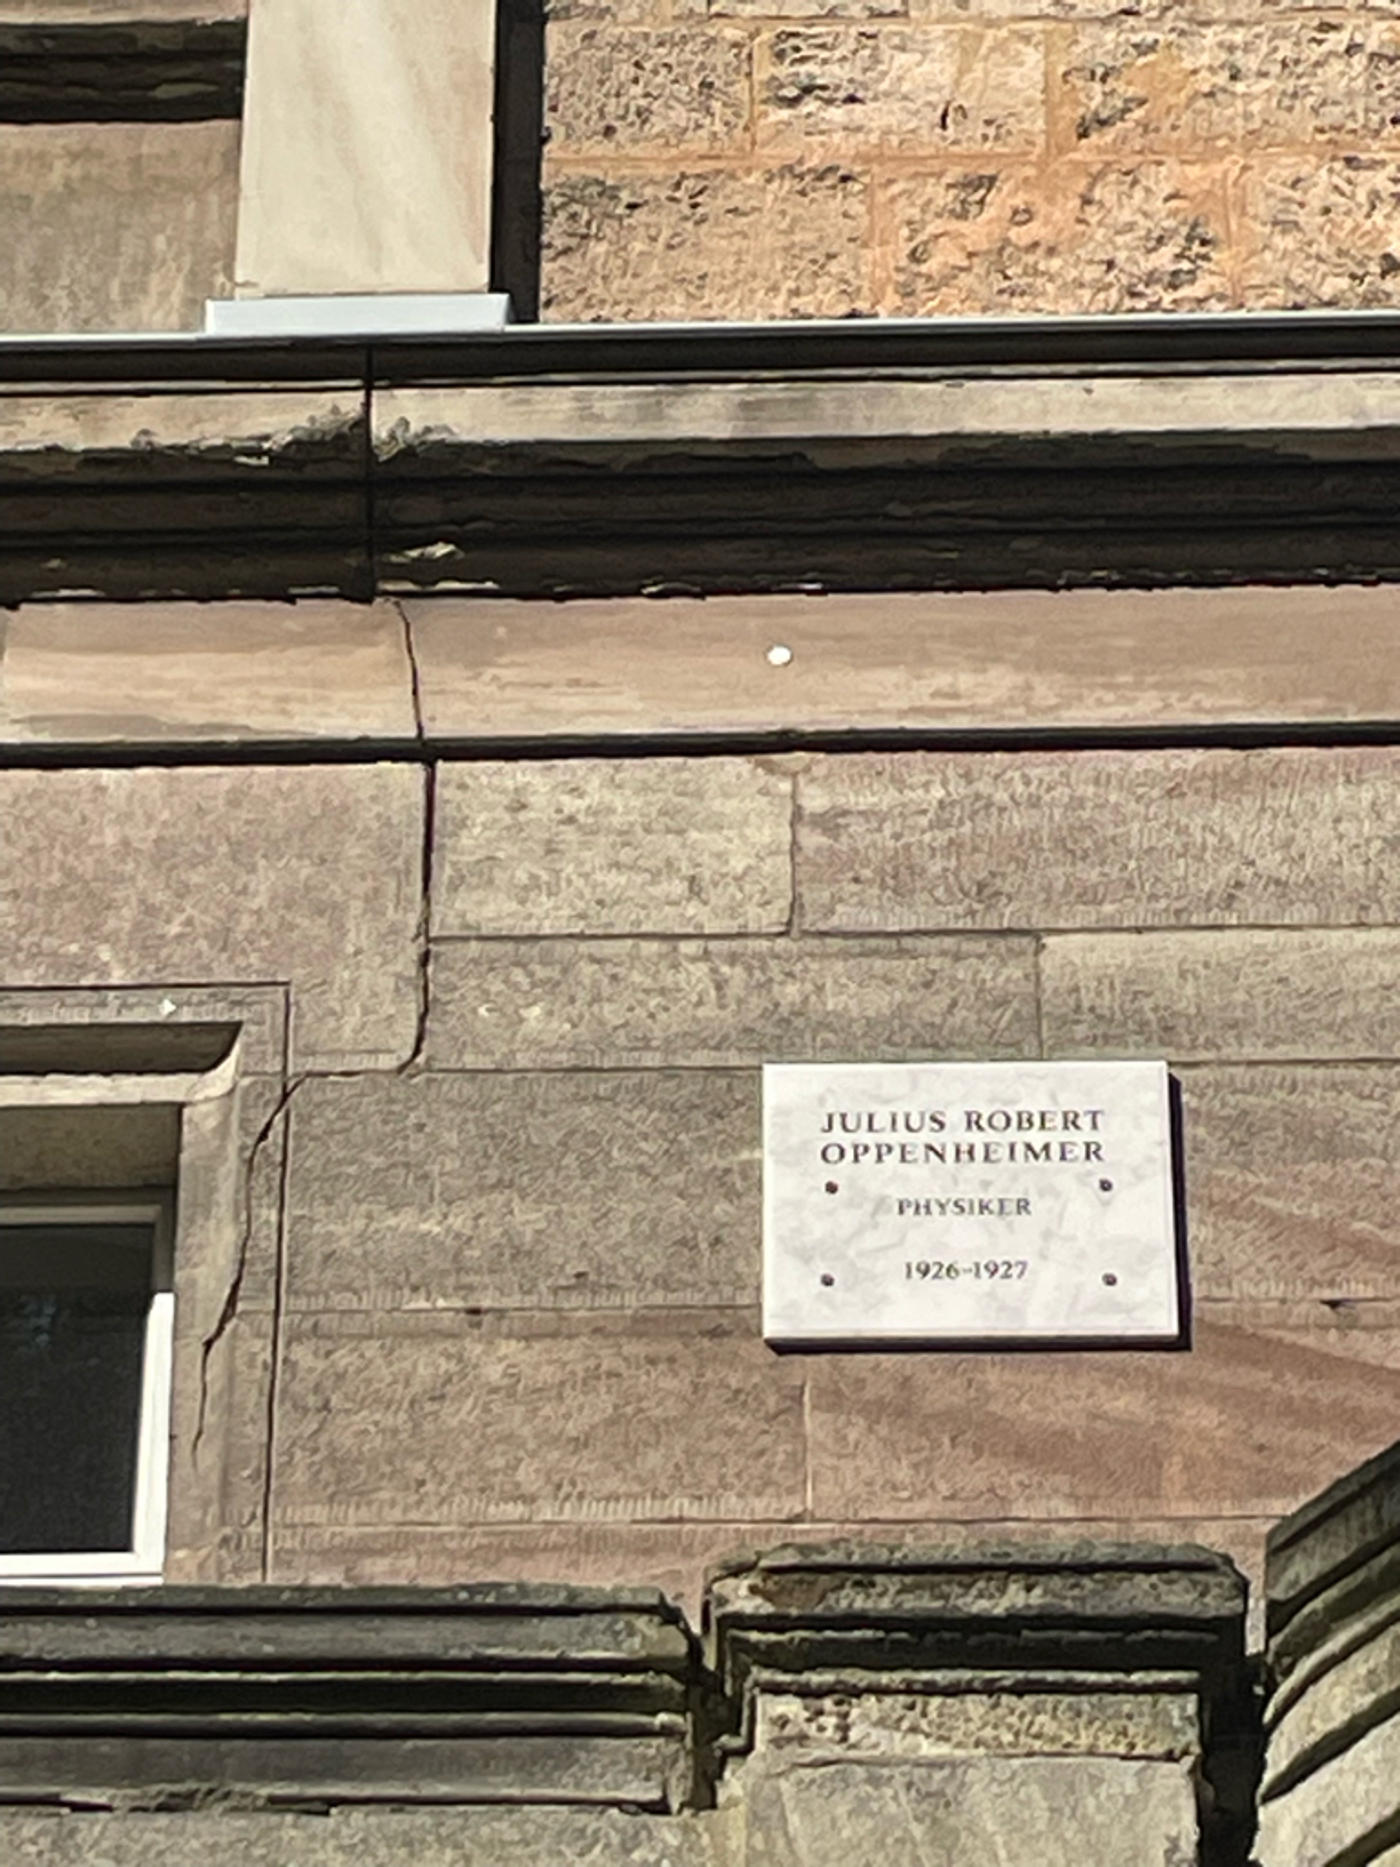 JULIUS ROBERT
OPPENHEIMER
PHYSIKER
1926-1927